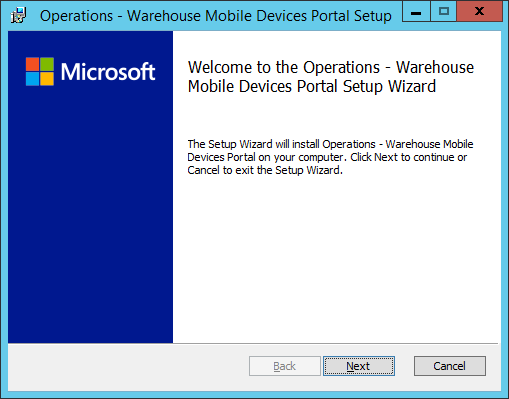 Operations - Warehouse Mobile Devices Portal Setup
Microsoft
Welcome to the Operations - Warehouse
Mobile Devices Portal Setup Wizard
The Setup Wizard will install Operations - Warehouse Mobile
Devices Portal on your computer. Click Next to continue or
Cancel to exit the Setup Wizard.
Back Next Cancel